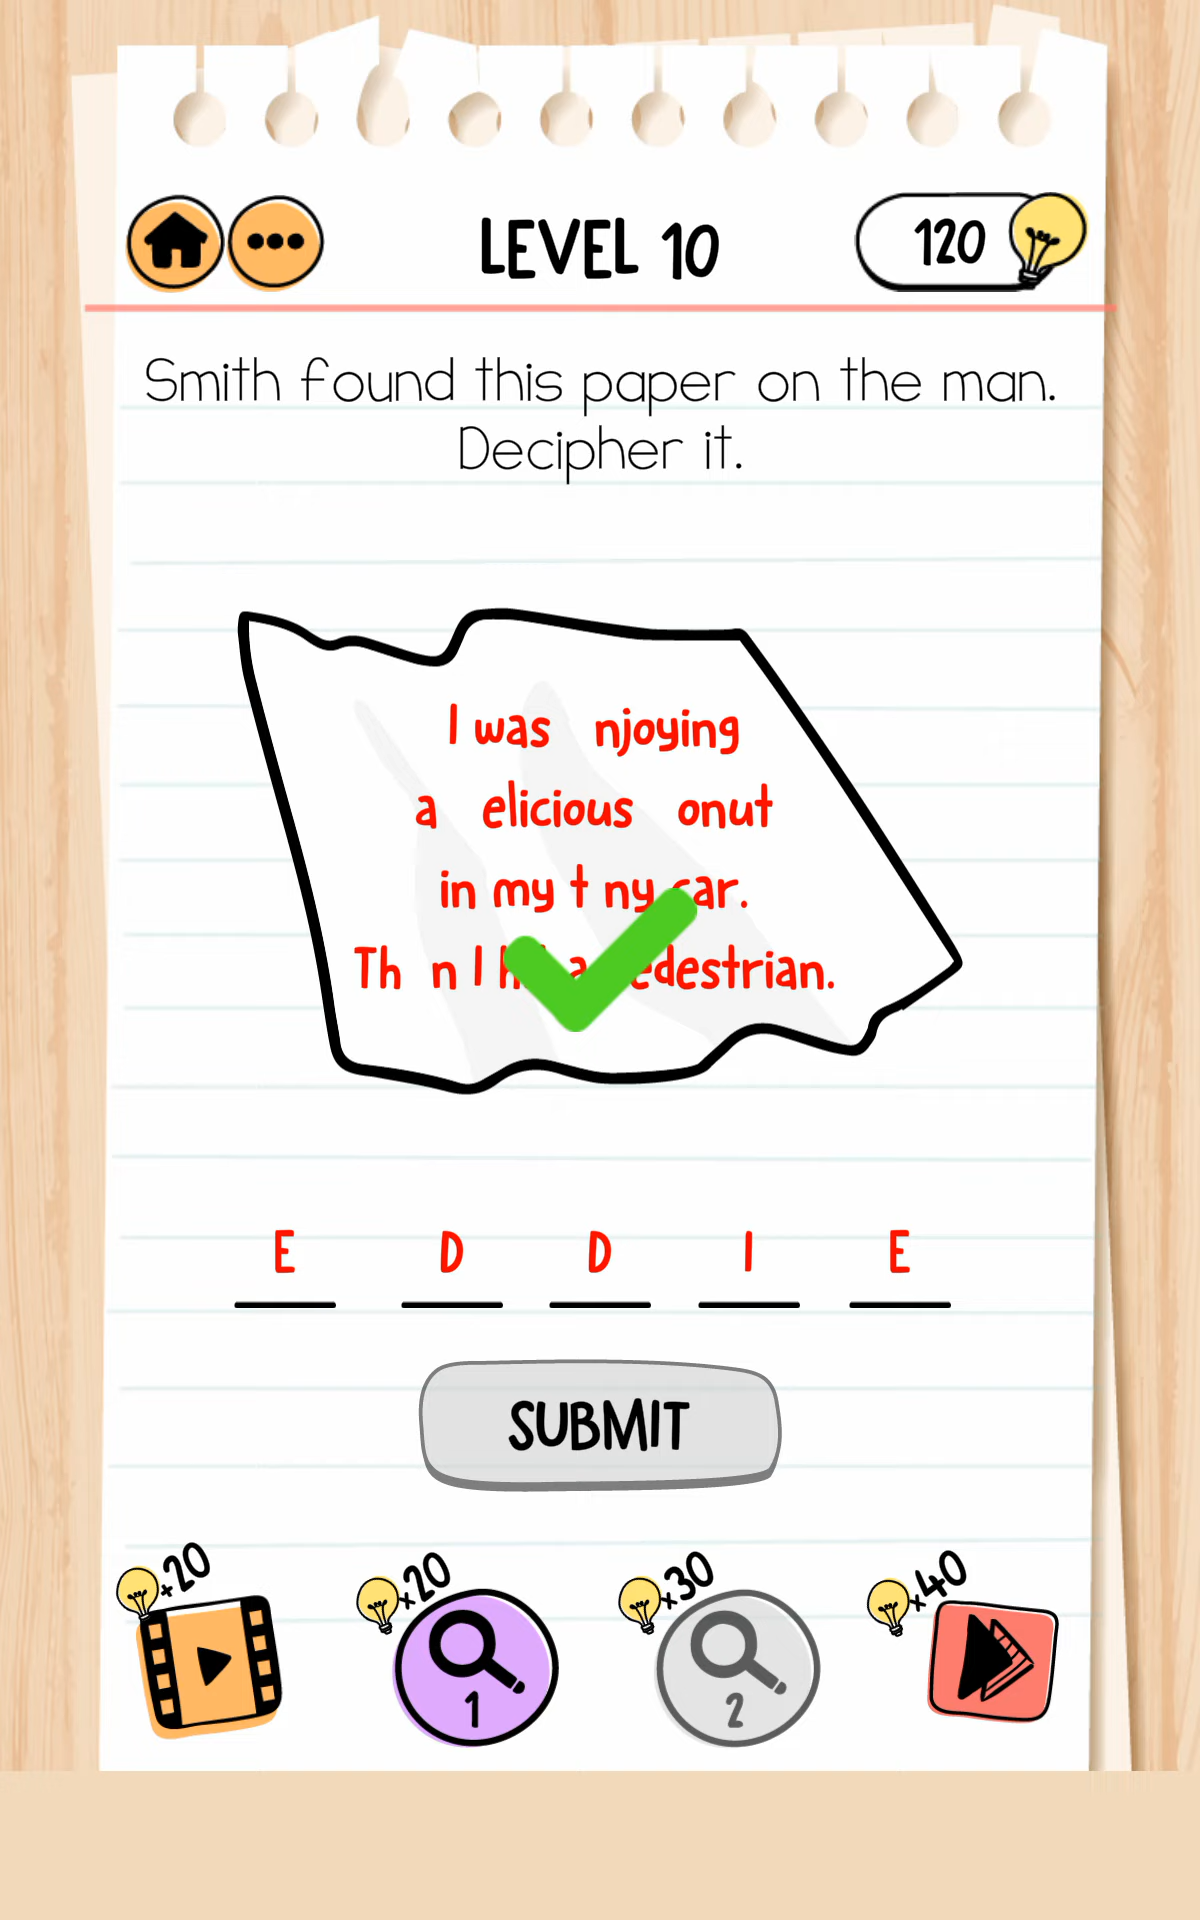 LEVEL 10
120
Smith found this paper on the man.
Decipher it.
I was njoying
a elicious onut
in my t ny car.
Th n I a edestrian.
E D D I E
SUBMIT
x20
x20
x30
x40
1
2